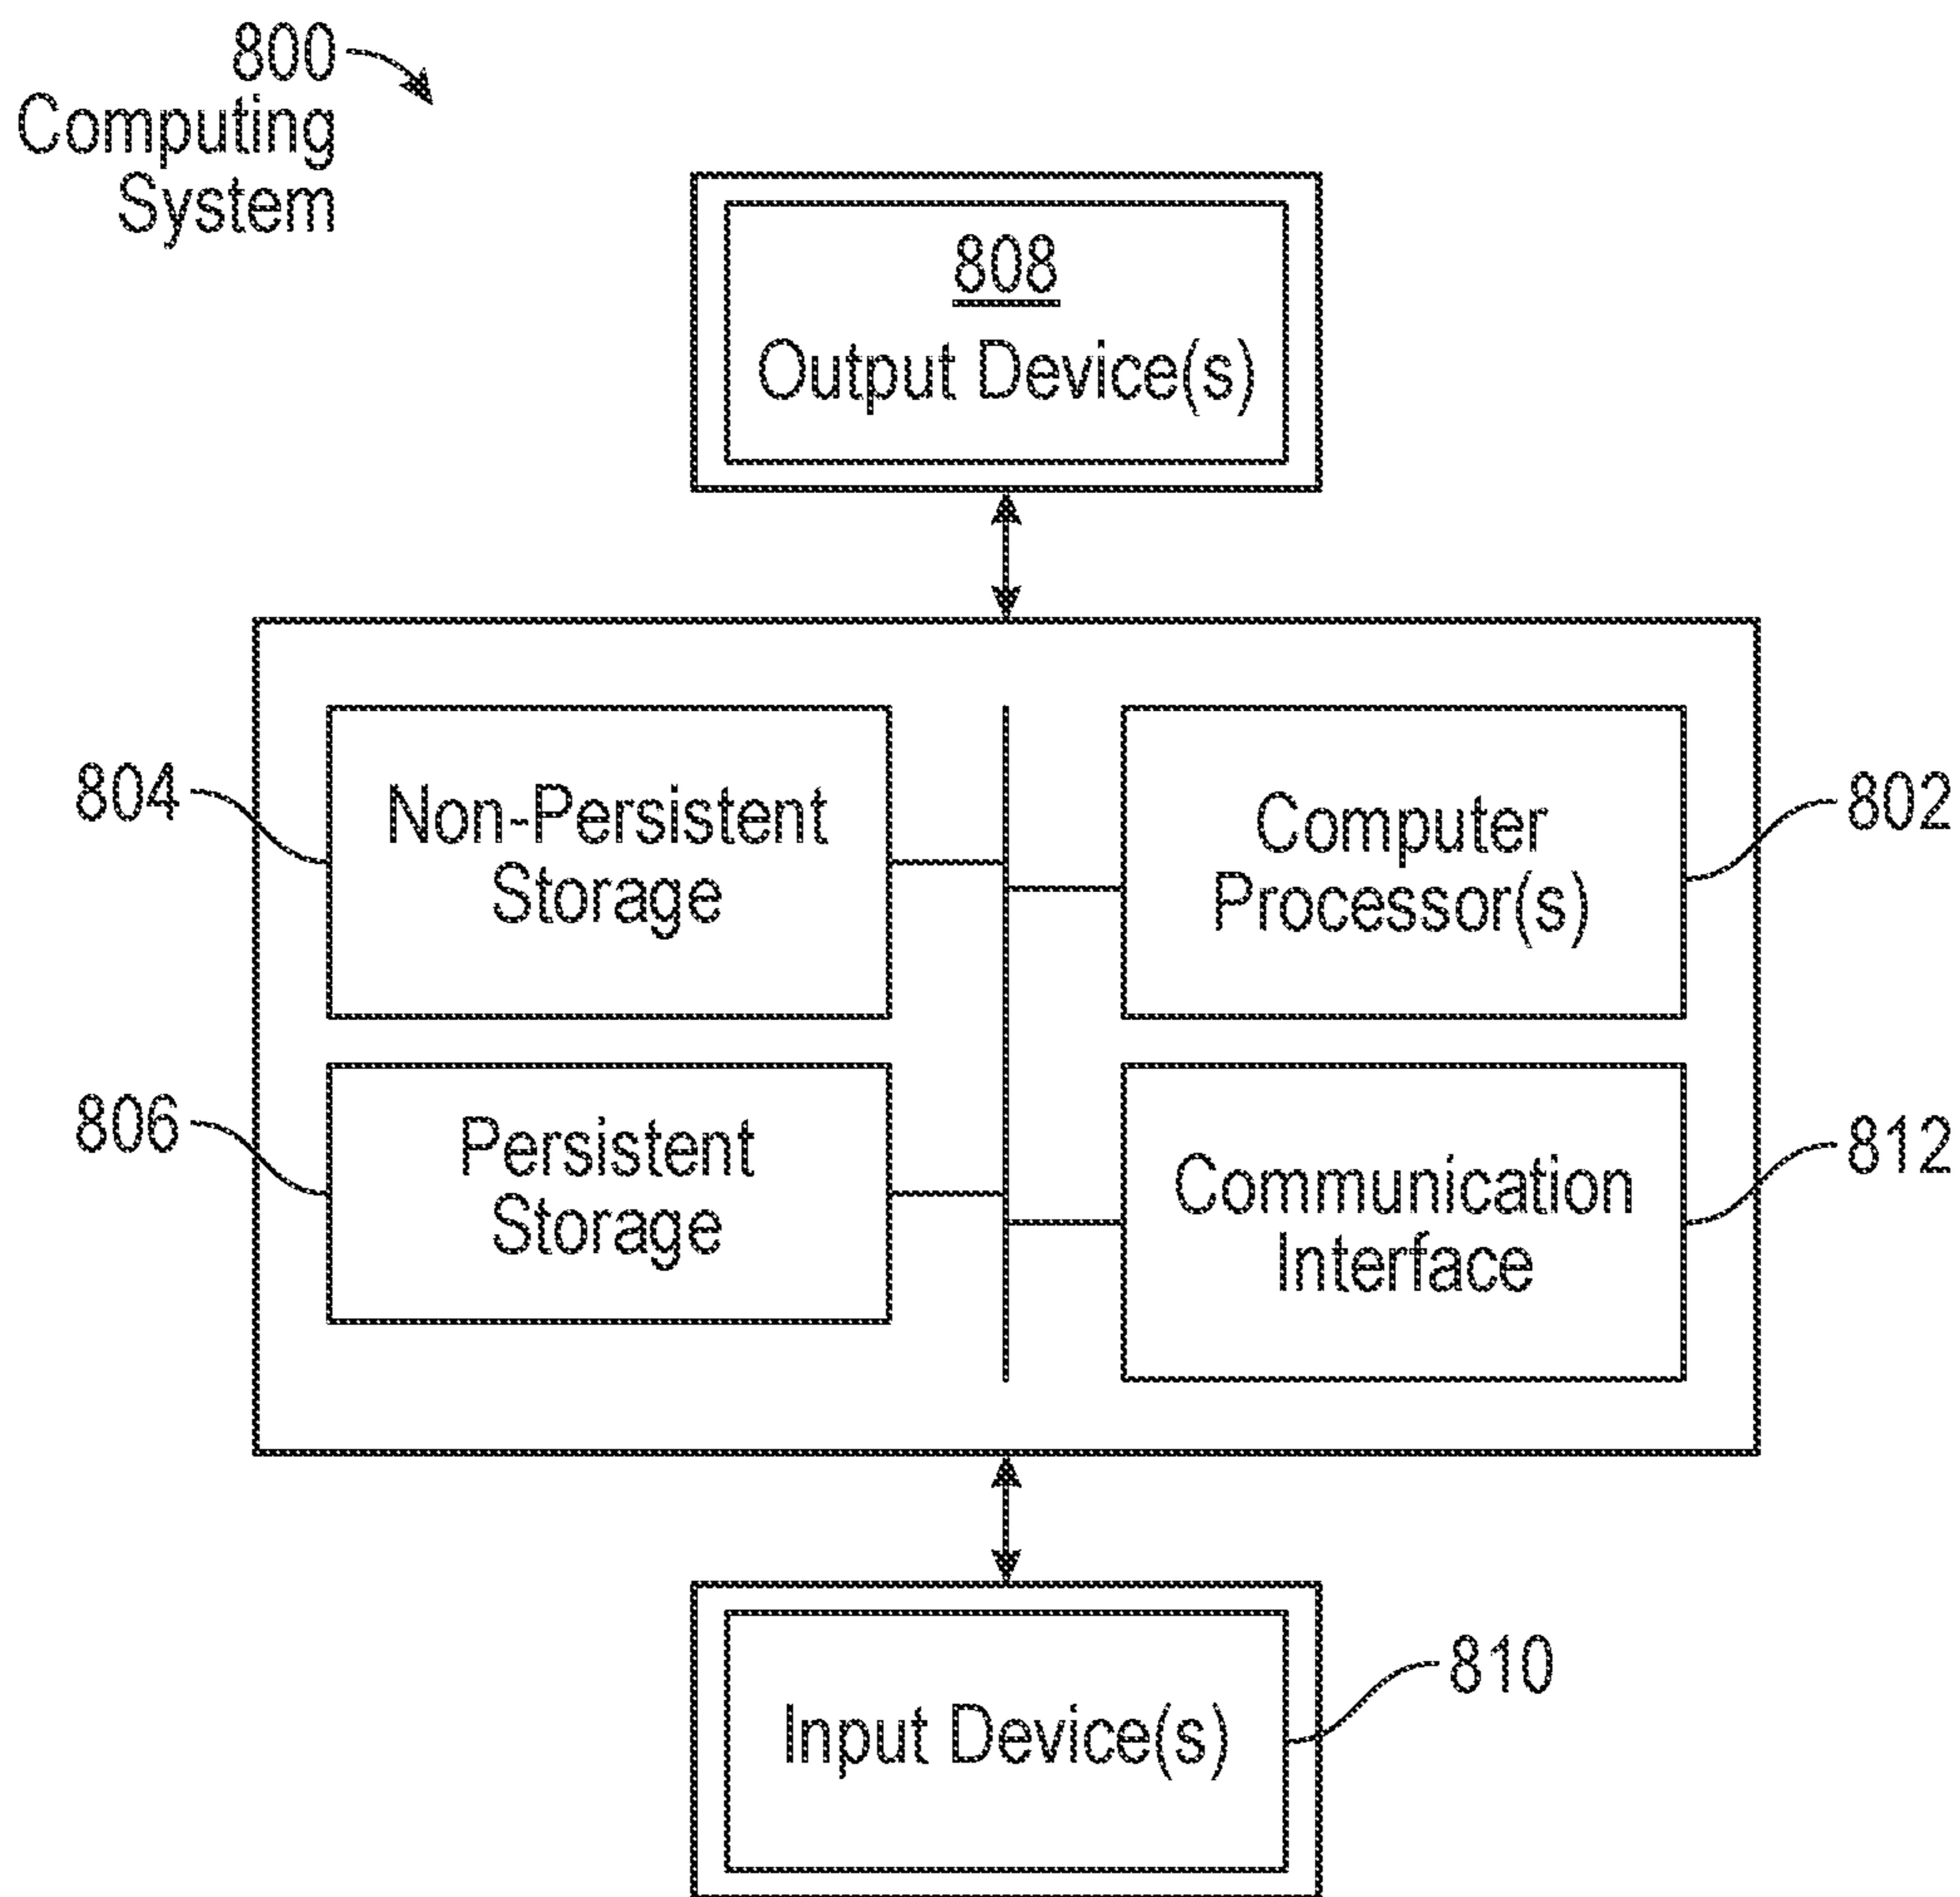 800
Computing
System
808
Output Device(s)
804
Non-Persistent
Storage
Computer
Processor(s)
802
806
Persistent
Storage
Communication
Interface
812
Input Device(s)
810